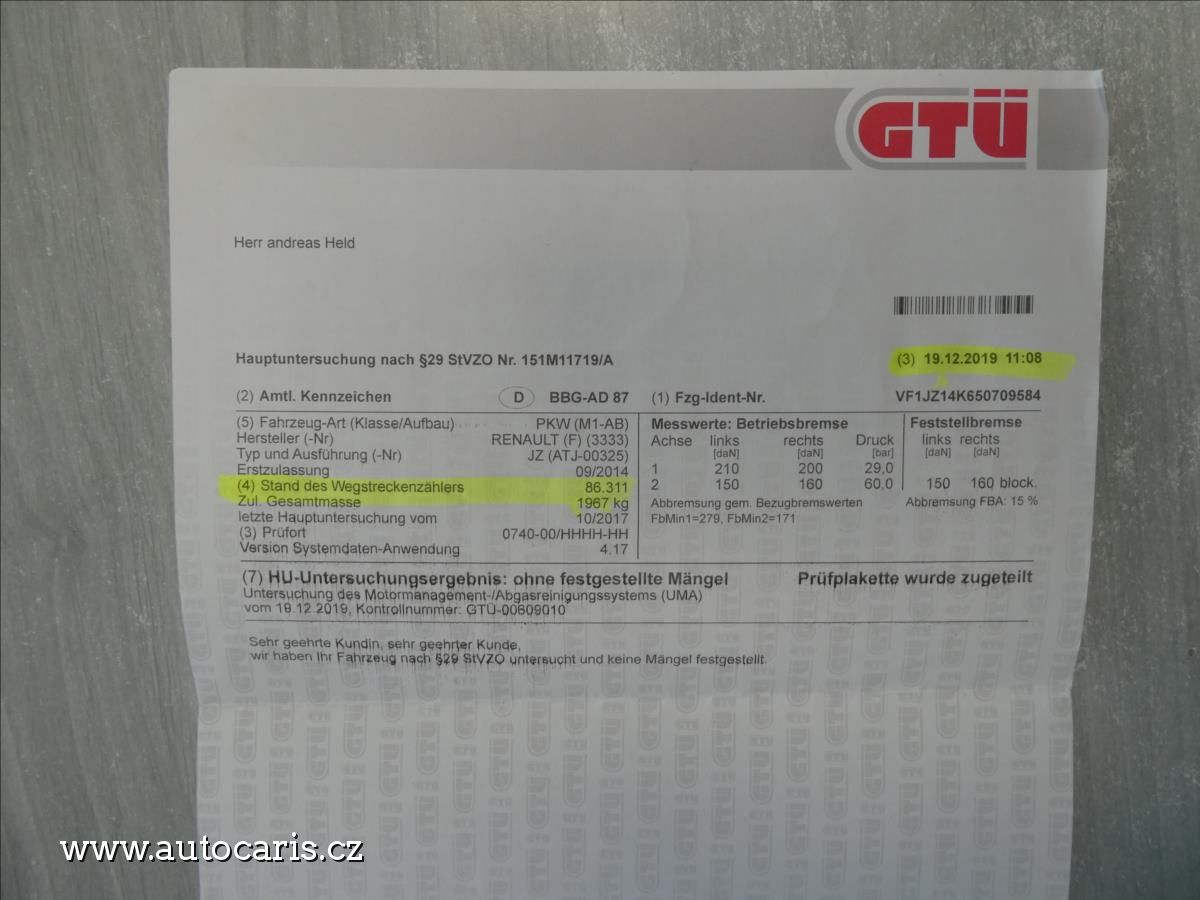 GTÜ
Herr andreas Held
Hauptuntersuchung nach §29 StVZO Nr. 151M11719/A (3) 19.12.2019 11:08
(2) Amtl. Kennzeichen D BBG-AD 87 (1) Fzg-Ident-Nr. VF1JZ14K650709584
(5) Fahrzeug-Art (Klasse/Aufbau) PKW (M1-AB)
Hersteller (-Nr) RENAULT (F) (3333)
Typ und Ausführung (-Nr) JZ (ATJ-00325)
Erstzulassung 09/2014
(4) Stand des Wegstreckenzählers 86.311
Zul. Gesamtmasse 1967 kg
letzte Hauptuntersuchung vom 10/2017
(3) Prüfort 0740-00/HHHH-HH
Version Systemdaten-Anwendung 4.17
Messwerte: Betriebsbremse Feststellbremse
Achse links rechts Druck links rechts
[daN] [daN] [bar] [daN] [daN]
1 210 200 29,0
2 150 160 60,0 150 160 block.
Abbremsung gem. Bezugbremswerten Abbremsung FBA: 15 %
FbMin1=279, FbMin2=171
(7) HU-Untersuchungsergebnis: ohne festgestellte Mängel Prüfplakette wurde zugeteilt
Untersuchung des Motormanagement-/Abgasreinigungssystems (UMA)
vom 19.12.2019, Kontrollnummer: GTÜ-00609010
Sehr geehrte Kundin, sehr geehrter Kunde,
wir haben Ihr Fahrzeug nach §29 StVZO untersucht und keine Mängel festgestellt.
www.autocaris.cz